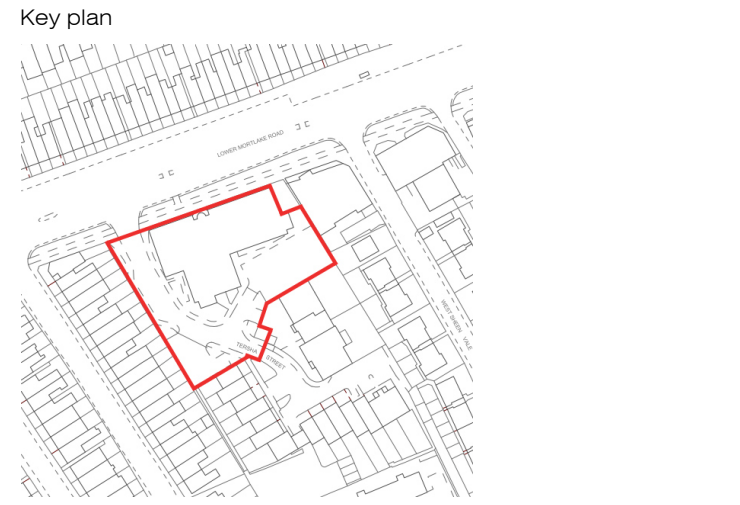 Key plan
LOWER MORTLAKE ROAD
TERSHA STREET
WEST SHEEN VALE